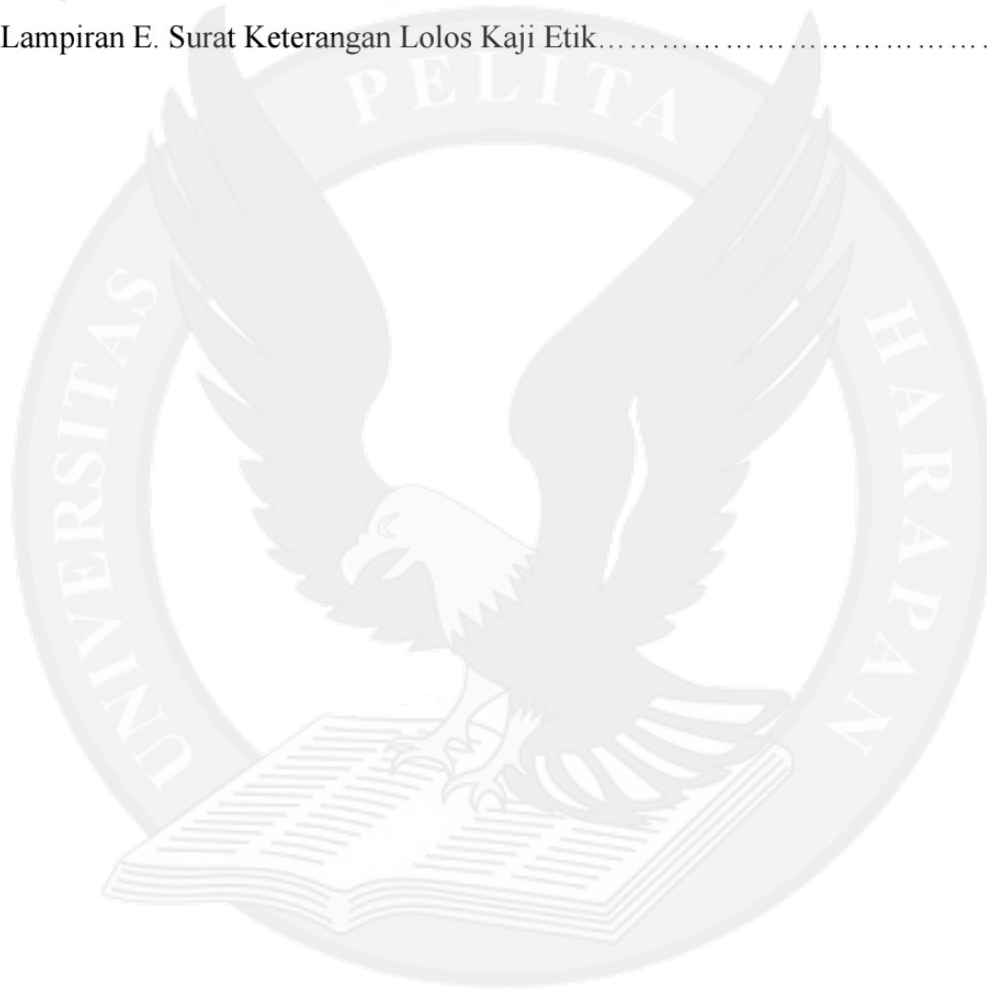 Lampiran E. Surat Keterangan Lolos Kaji Etik……………………………………
PELITA
UNIVERSITAS
HARAPAN